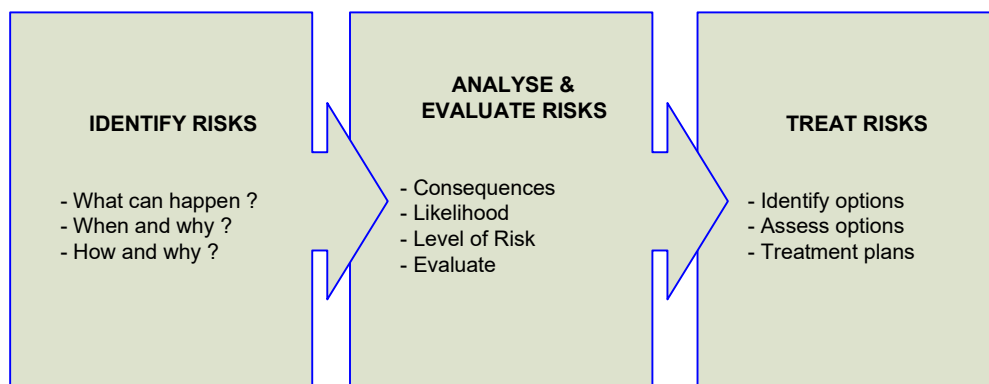 IDENTIFY RISKS
- What can happen ?
- When and why ?
- How and why ?
ANALYSE &
EVALUATE RISKS
- Consequences
- Likelihood
- Level of Risk
- Evaluate
TREAT RISKS
- Identify options
- Assess options
- Treatment plans